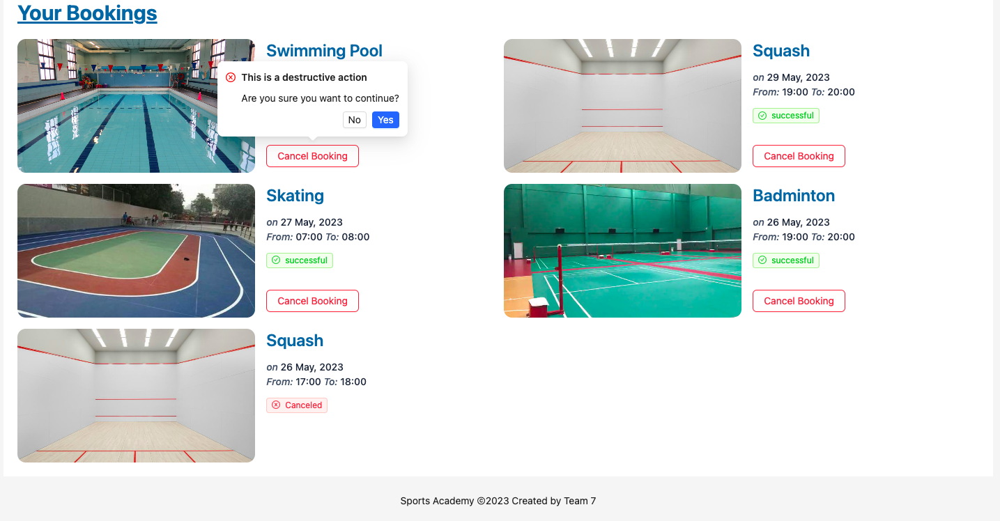 Your Bookings
Swimming Pool
This is a destructive action
Are you sure you want to continue?
No Yes
Cancel Booking
Squash
on 29 May, 2023
From: 19:00 To: 20:00
successful
Cancel Booking
Skating
on 27 May, 2023
From: 07:00 To: 08:00
successful
Cancel Booking
Badminton
on 26 May, 2023
From: 19:00 To: 20:00
successful
Cancel Booking
Squash
on 26 May, 2023
From: 17:00 To: 18:00
Canceled
Sports Academy ©2023 Created by Team 7